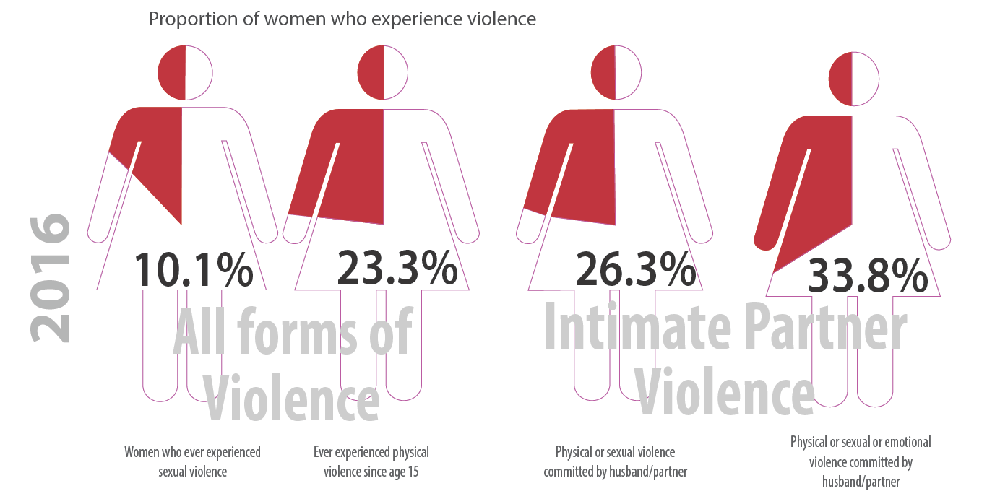 Proportion of women who experience violence
2016
10.1%
23.3%
26.3%
33.8%
All forms of
Violence
Intimate Partner
Violence
Women who ever experienced
sexual violence
Ever experienced physical
violence since age 15
Physical or sexual violence
committed by husband/partner
Physical or sexual or emotional
violence committed by
husband/partner